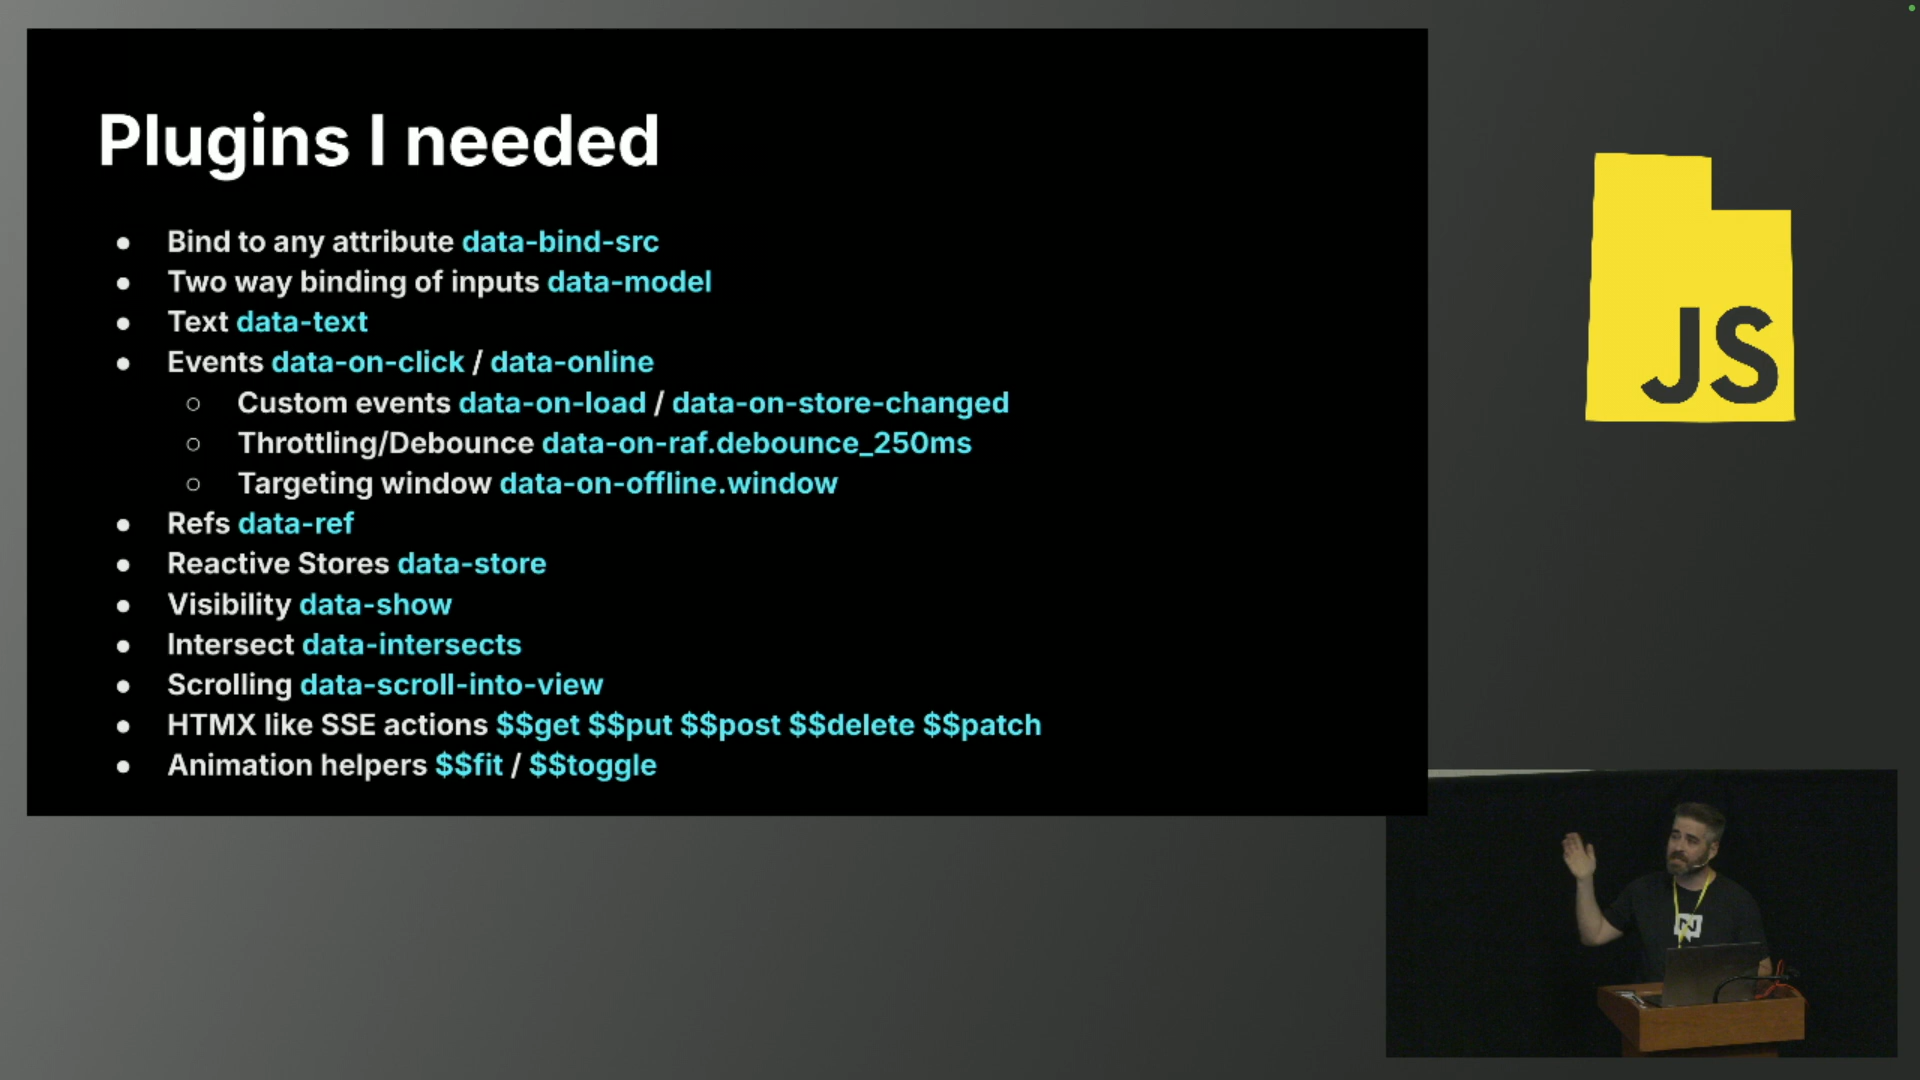 Plugins I needed
Bind to any attribute data-bind-src
Two way binding of inputs data-model
Text data-text
Events data-on-click / data-online
Custom events data-on-load / data-on-store-changed
Throttling/Debounce data-on-raf.debounce_250ms
Targeting window data-on-offline.window
Refs data-ref
Reactive Stores data-store
Visibility data-show
Intersect data-intersects
Scrolling data-scroll-into-view
HTMX like SSE actions $$get $$put $$post $$delete $$patch
Animation helpers $$fit / $$toggle
JS